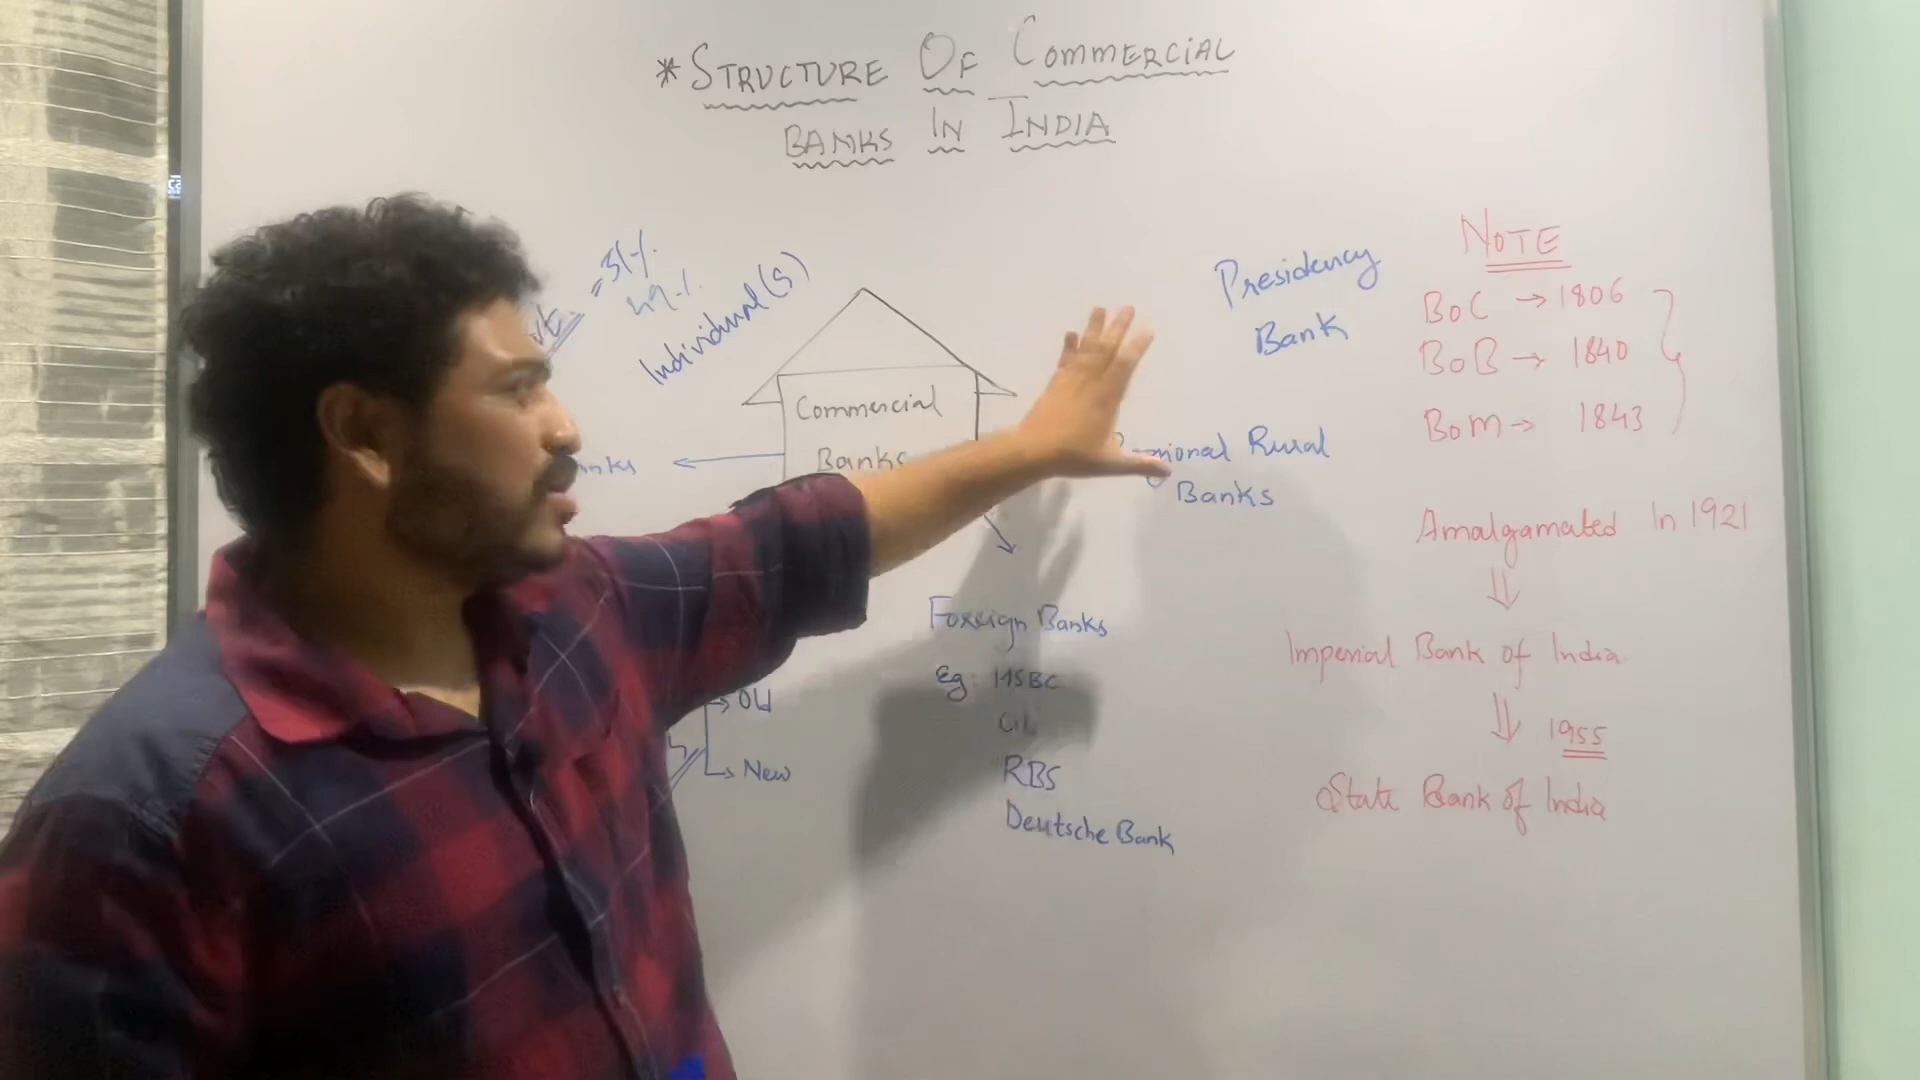 * STRUCTURE OF COMMERCIAL
BANKS IN INDIA
= 51%
49%
Individual(s)
Commercial
Banks
Presidency
Bank
NOTE
BoC → 1806
BoB → 1840
BoM → 1843
Rural
Banks
Amalgamated In 1921
Imperial Bank of India
1955
State Bank of India
Foreign Banks
Eg: HSBC
RBS
Deutsche Bank
→ Old
→ New